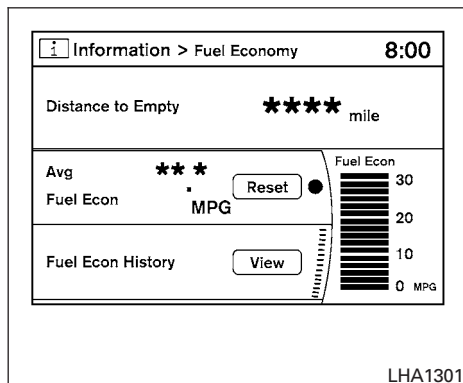 i Information > Fuel Economy 8:00
Distance to Empty **** mile
Avg **.*
Fuel Econ MPG
Reset
Fuel Econ History View
Fuel Econ
30
20
10
0 MPG
LHA1301